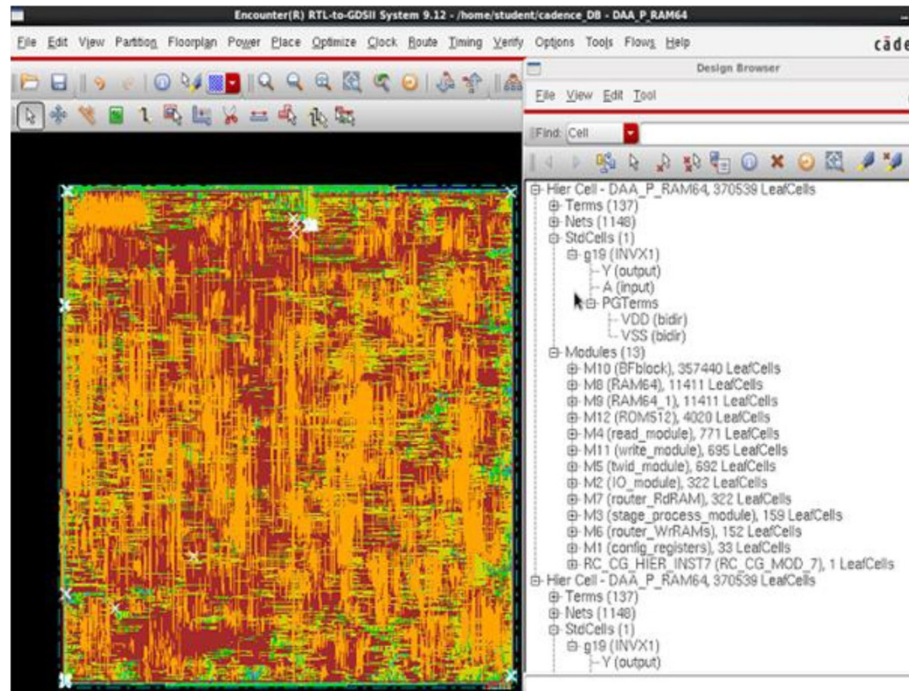 Encounter(R) RTL-to-GDSII System 9.12 - /home/student/cadence_DB - DAA_P_RAM64
File Edit View Partition Floorplan Power Place Optimize Clock Route Timing Verify Options Tools Flows Help
cāde
Design Browser
File View Edit Tool
Find: Cell
Hier Cell - DAA_P_RAM64, 370539 LeafCells
Terms (137)
Nets (1148)
StdCells (1)
g19 (INVX1)
Y (output)
A (input)
PGTerms
VDD (bidir)
VSS (bidir)
Modules (13)
M10 (BFblock), 357440 LeafCells
M8 (RAM64), 11411 LeafCells
M9 (RAM64_1), 11411 LeafCells
M12 (ROM512), 4020 LeafCells
M4 (read_module), 771 LeafCells
M11 (write_module), 695 LeafCells
M5 (twid_module), 692 LeafCells
M2 (IO_module), 322 LeafCells
M7 (router_RdRAM), 322 LeafCells
M3 (stage_process_module), 159 LeafCells
M6 (router_WrRAMs), 152 LeafCells
M1 (config_registers), 33 LeafCells
RC_CG_HIER_INST7 (RC_CG_MOD_7), 1 LeafCells
Hier Cell - DAA_P_RAM64, 370539 LeafCells
Terms (137)
Nets (1148)
StdCells (1)
g19 (INVX1)
Y (output)